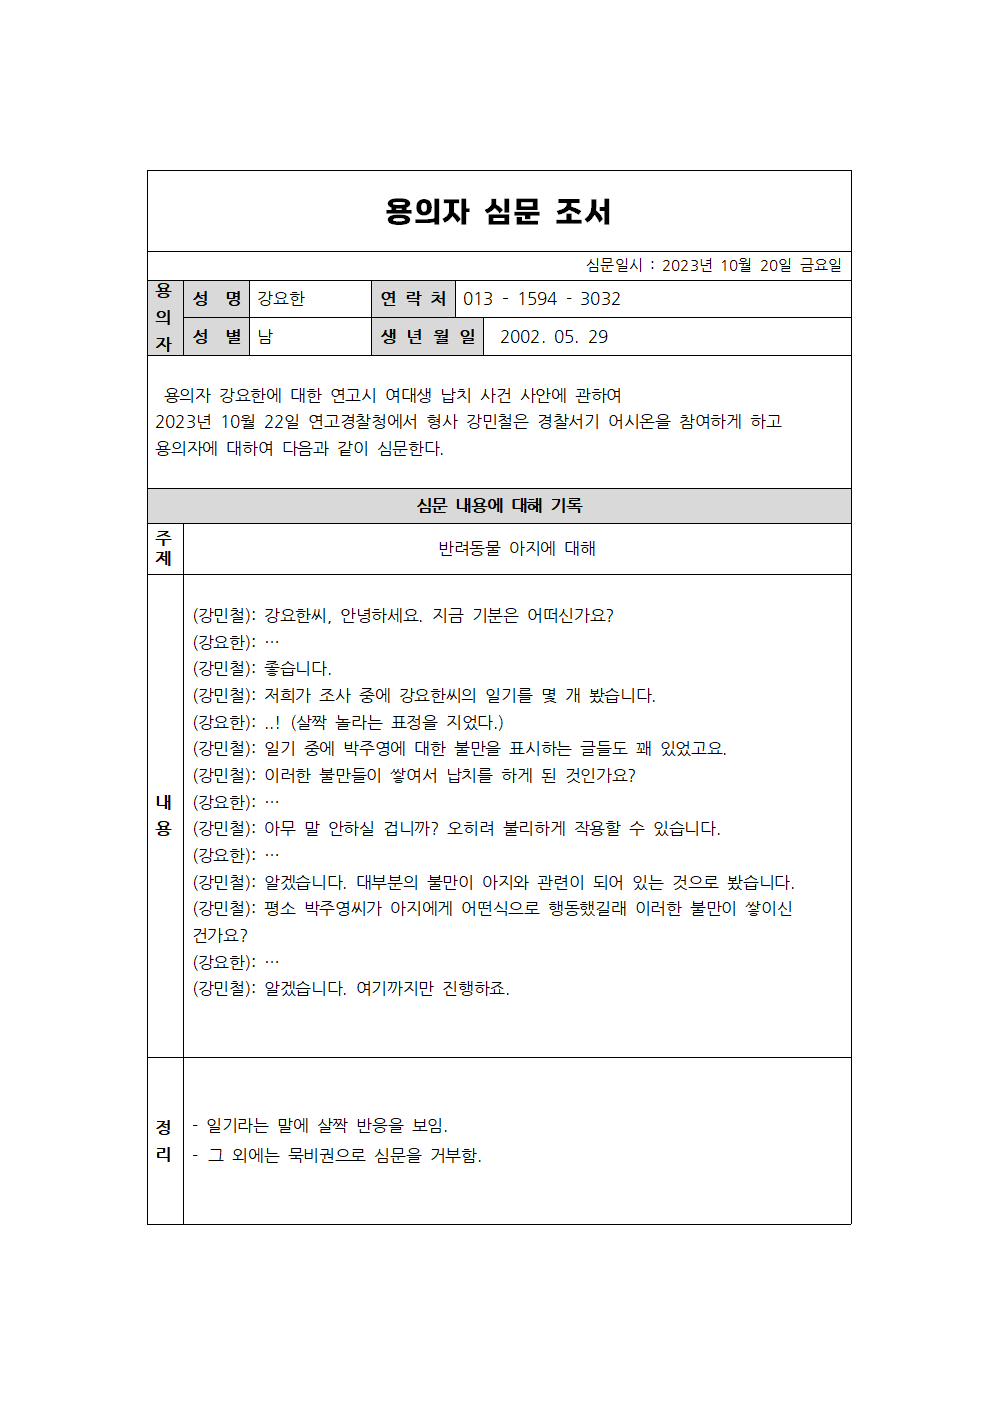 용의자 심문 조서
심문일시 : 2023년 10월 20일 금요일
용의자
성 명 강요한 연 락 처 013 - 1594 - 3032
성 별 남 생 년 월 일 2002. 05. 29
용의자 강요한에 대한 연고시 여대생 납치 사건 사안에 관하여
2023년 10월 22일 연고경찰청에서 형사 강민철은 경찰서기 어시온을 참여하게 하고
용의자에 대하여 다음과 같이 심문한다.
심문 내용에 대해 기록
주제
반려동물 아지에 대해
내용
(강민철): 강요한씨, 안녕하세요. 지금 기분은 어떠신가요?
(강요한): …
(강민철): 좋습니다.
(강민철): 저희가 조사 중에 강요한씨의 일기를 몇 개 봤습니다.
(강요한): ..! (살짝 놀라는 표정을 지었다.)
(강민철): 일기 중에 박주영에 대한 불만을 표시하는 글들도 꽤 있었고요.
(강민철): 이러한 불만들이 쌓여서 납치를 하게 된 것인가요?
(강요한): …
(강민철): 아무 말 안하실 겁니까? 오히려 불리하게 작용할 수 있습니다.
(강요한): …
(강민철): 알겠습니다. 대부분의 불만이 아지와 관련이 되어 있는 것으로 봤습니다.
(강민철): 평소 박주영씨가 아지에게 어떤식으로 행동했길래 이러한 불만이 쌓이신
건가요?
(강요한): …
(강민철): 알겠습니다. 여기까지만 진행하죠.
정리
- 일기라는 말에 살짝 반응을 보임.
- 그 외에는 묵비권으로 심문을 거부함.